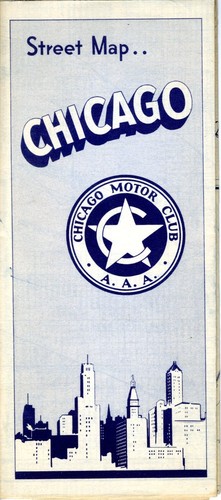 Street Map..
CHICAGO
CHICAGO MOTOR CLUB
· A. A. A. ·